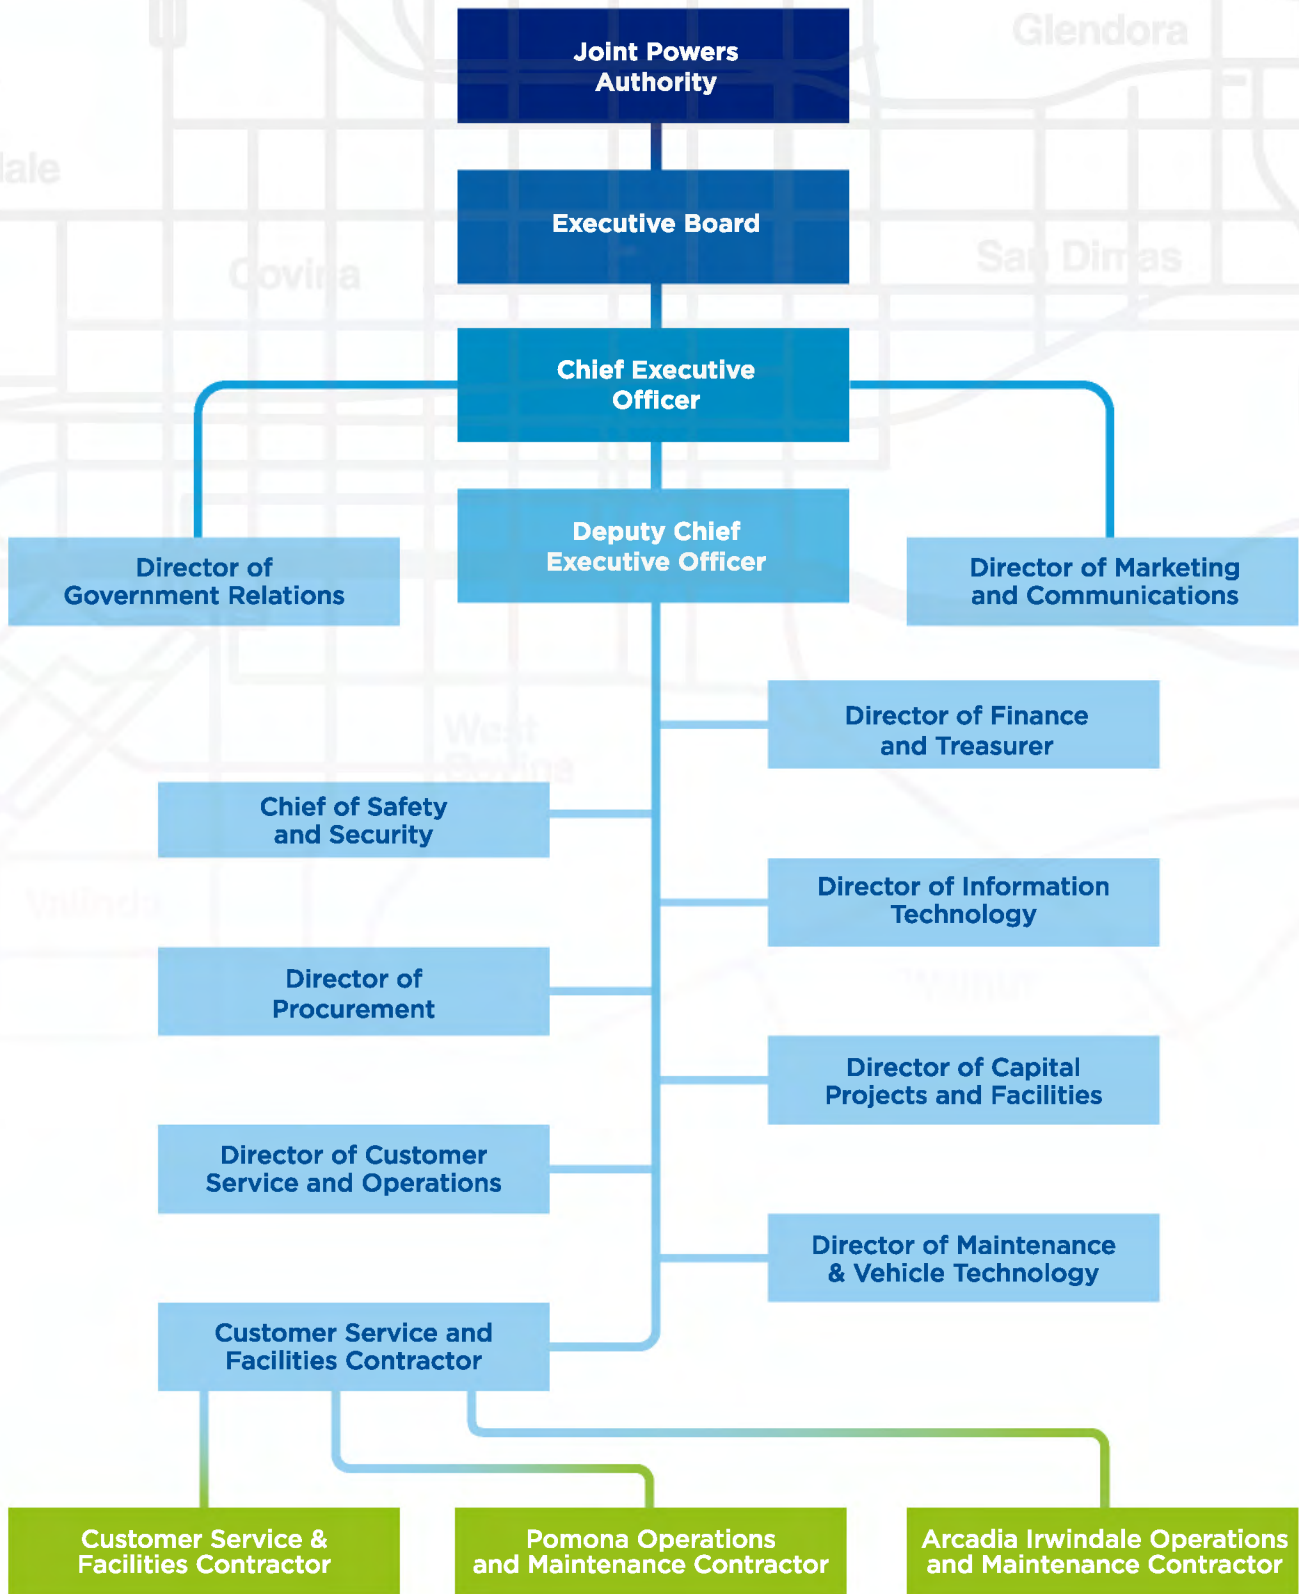 Glendora
Joint Powers
Authority
Executive Board
Covina
San Dimas
Chief Executive
Officer
Deputy Chief
Executive Officer
Director of
Government Relations
Director of Marketing
and Communications
Director of Finance
and Treasurer
West
Covina
Chief of Safety
and Security
Director of Information
Technology
Valinda
Director of
Procurement
Walnut
Director of Capital
Projects and Facilities
Director of Customer
Service and Operations
Director of Maintenance
& Vehicle Technology
Customer Service and
Facilities Contractor
Customer Service &
Facilities Contractor
Pomona Operations
and Maintenance Contractor
Arcadia Irwindale Operations
and Maintenance Contractor